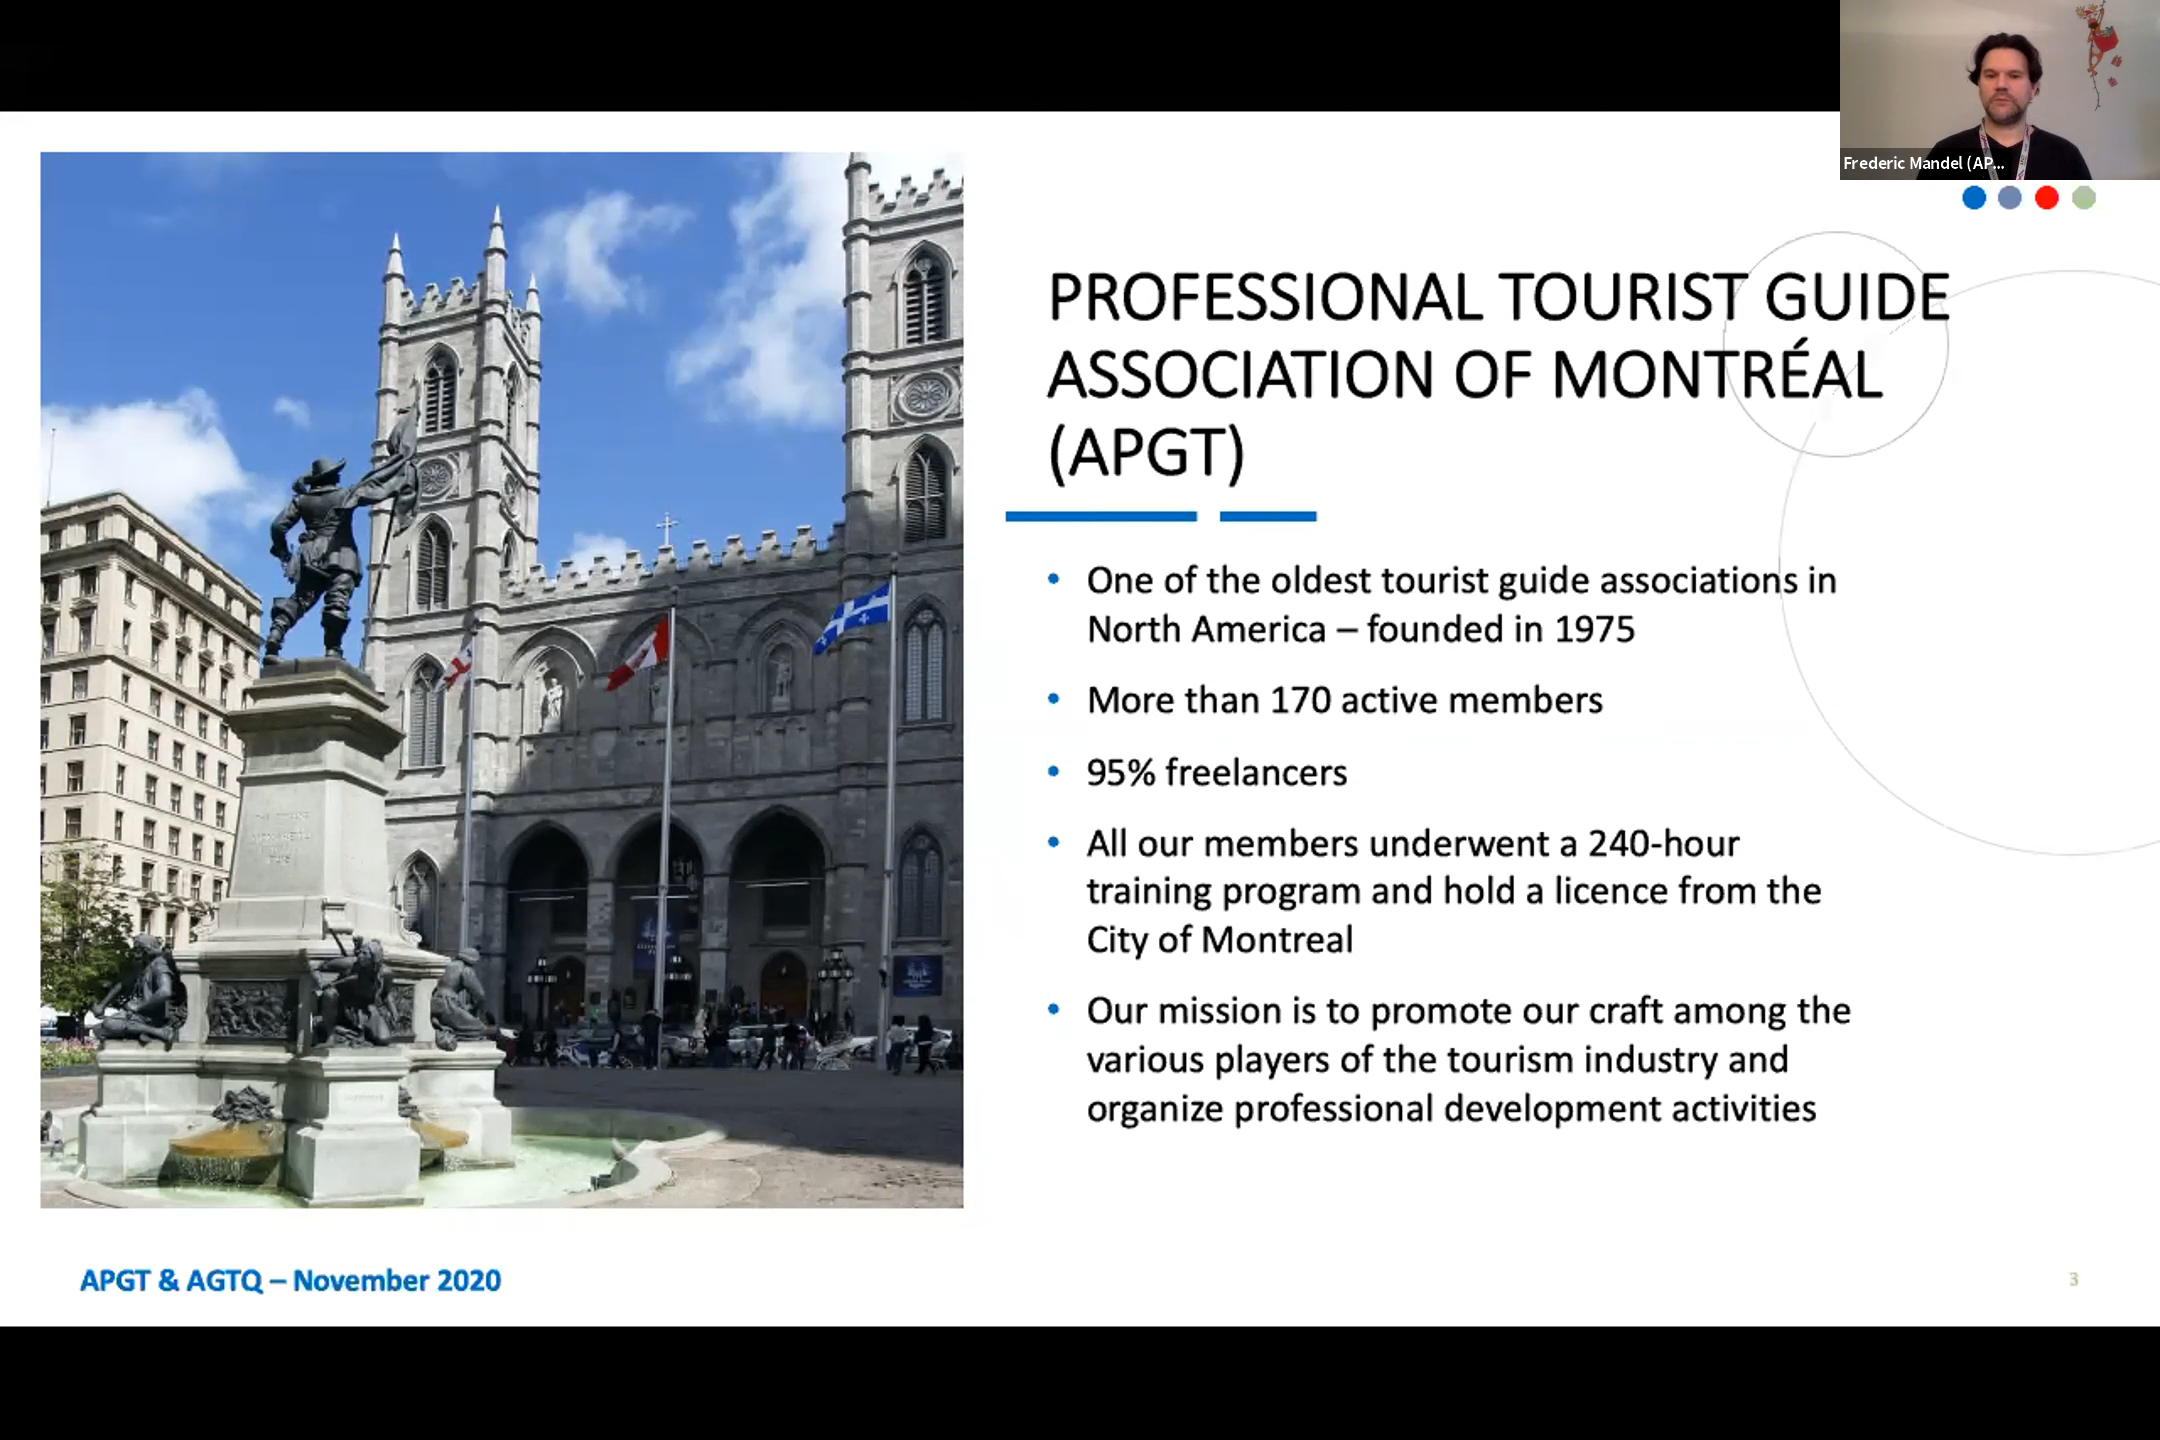 Frederic Mandel (AP...
PROFESSIONAL TOURIST GUIDE
ASSOCIATION OF MONTRÉAL
(APGT)
• One of the oldest tourist guide associations in
North America – founded in 1975
• More than 170 active members
• 95% freelancers
• All our members underwent a 240-hour
training program and hold a licence from the
City of Montreal
• Our mission is to promote our craft among the
various players of the tourism industry and
organize professional development activities
APGT & AGTQ – November 2020
3